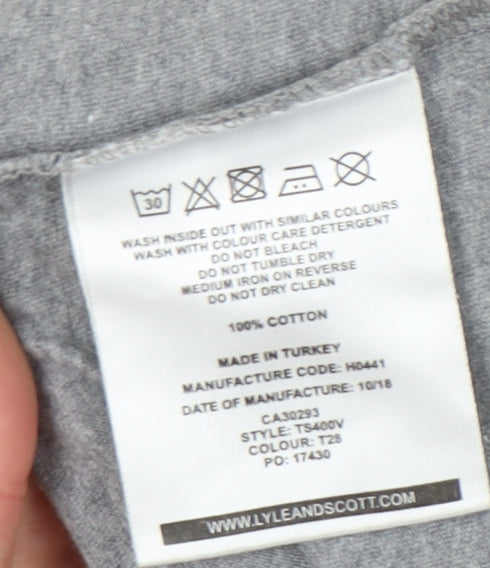 30
WASH INSIDE OUT WITH SIMILAR COLOURS
WASH WITH COLOUR CARE DETERGENT
DO NOT BLEACH
DO NOT TUMBLE DRY
MEDIUM IRON ON REVERSE
DO NOT DRY CLEAN
100% COTTON
MADE IN TURKEY
MANUFACTURE CODE: H0441
DATE OF MANUFACTURE: 10/18
CA30293
STYLE: TS400V
COLOUR: T28
PO: 17430
WWW.LYLEANDSCOTT.COM